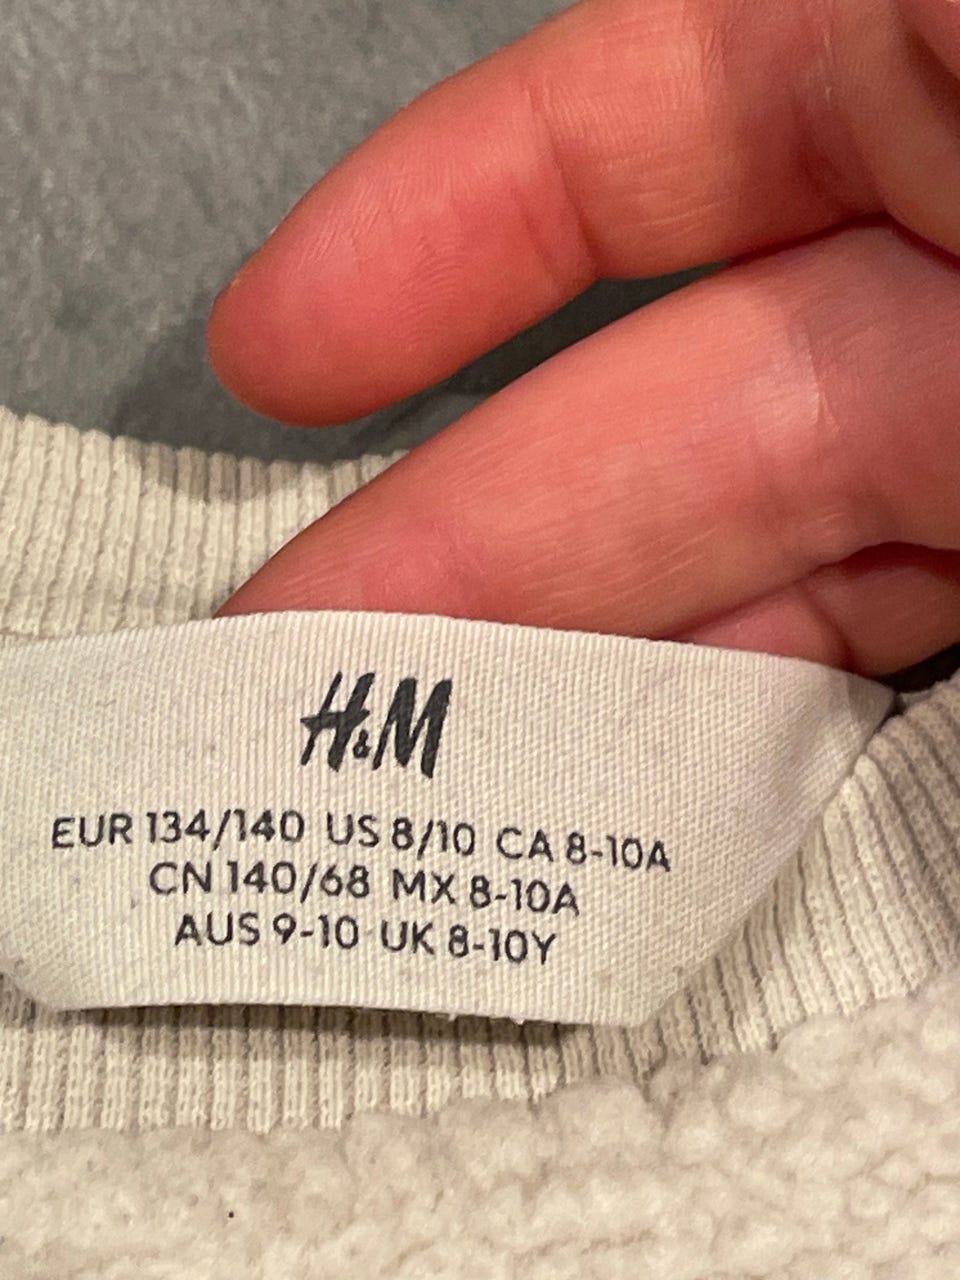 H&M
EUR 134/140 US 8/10 CA 8-10A
CN 140/68 MX 8-10A
AUS 9-10 UK 8-10Y